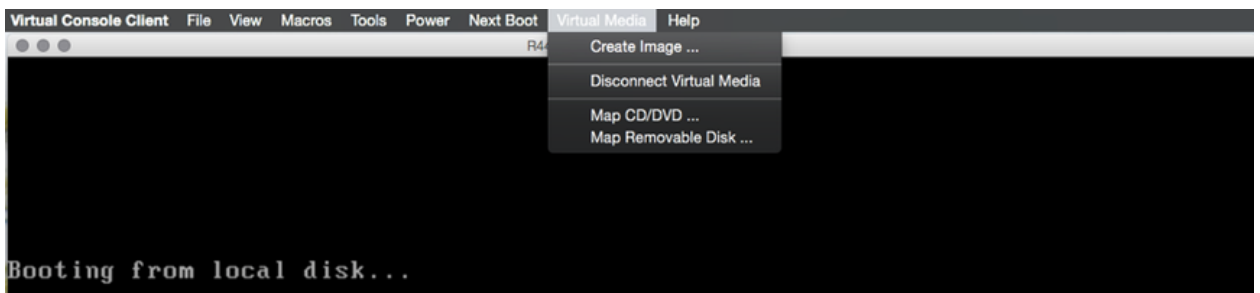 Virtual Console Client File View Macros Tools Power Next Boot Virtual Media Help
R44
Create Image ...
Disconnect Virtual Media
Map CD/DVD ...
Map Removable Disk ...
Booting from local disk...